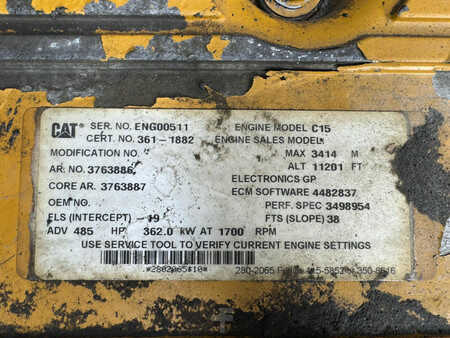 CAT® SER. NO. ENG00511 ENGINE MODEL C15
CERT. NO. 361-1882 ENGINE SALES MODEL
MODIFICATION NO. MAX 3414 M
AR. NO. 3763886 ALT 11201 FT
CORE AR. 3763887 ELECTRONICS GP
OEM NO. ECM SOFTWARE 4482837
PERF. SPEC 3498954
FLS (INTERCEPT) -19 FTS (SLOPE) 38
ADV 485 HP 362.0 kW AT 1700 RPM
USE SERVICE TOOL TO VERIFY CURRENT ENGINE SETTINGS
280-2065